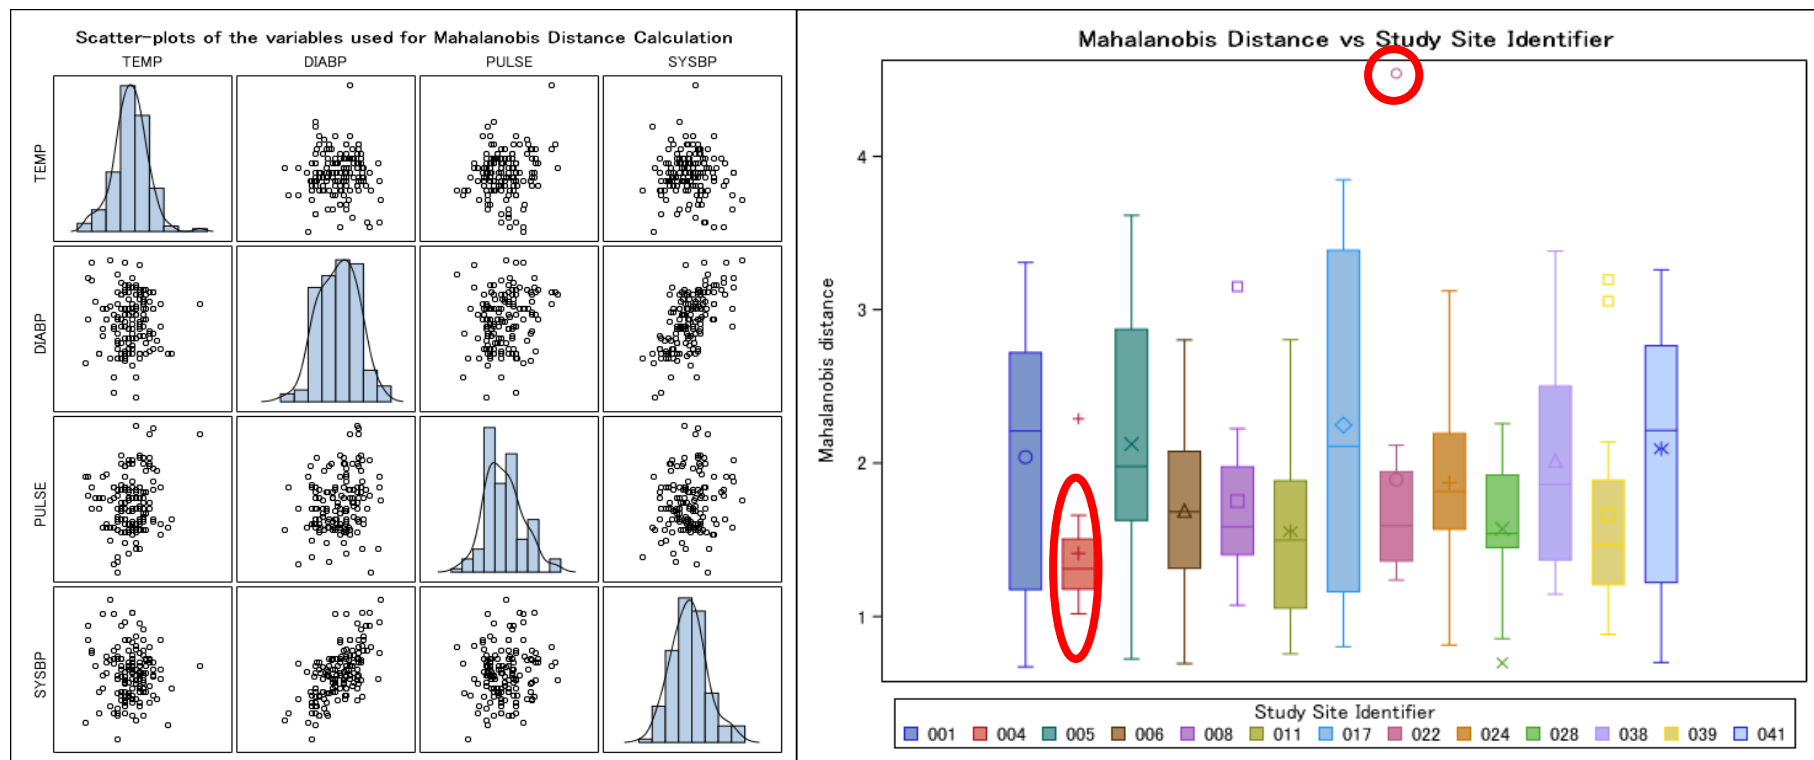 Scatter-plots of the variables used for Mahalanobis Distance Calculation
TEMP DIABP PULSE SYSBP
TEMP
DIABP
PULSE
SYSBP
Mahalanobis Distance vs Study Site Identifier
4
3
2
1
Mahalanobis distance
Study Site Identifier
001 004 005 006 008 011 017 022 024 028 038 039 041